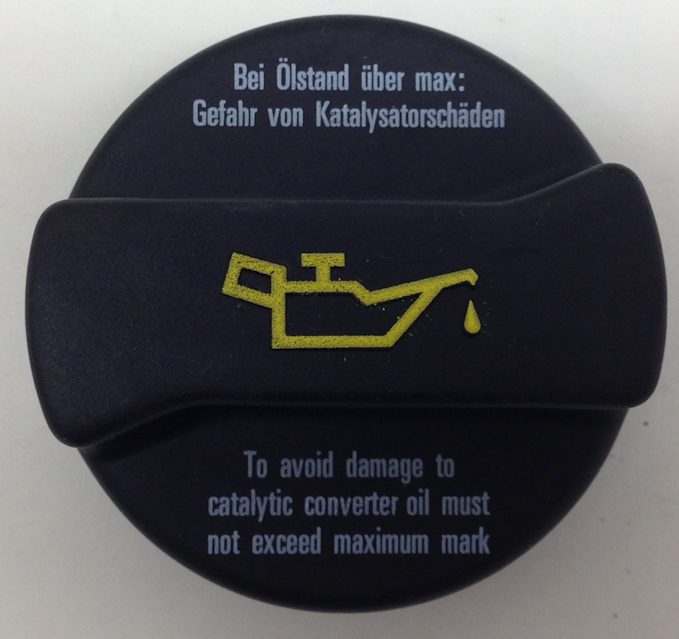 Bei Ölstand über max:
Gefahr von Katalysatorschäden
To avoid damage to
catalytic converter oil must
not exceed maximum mark